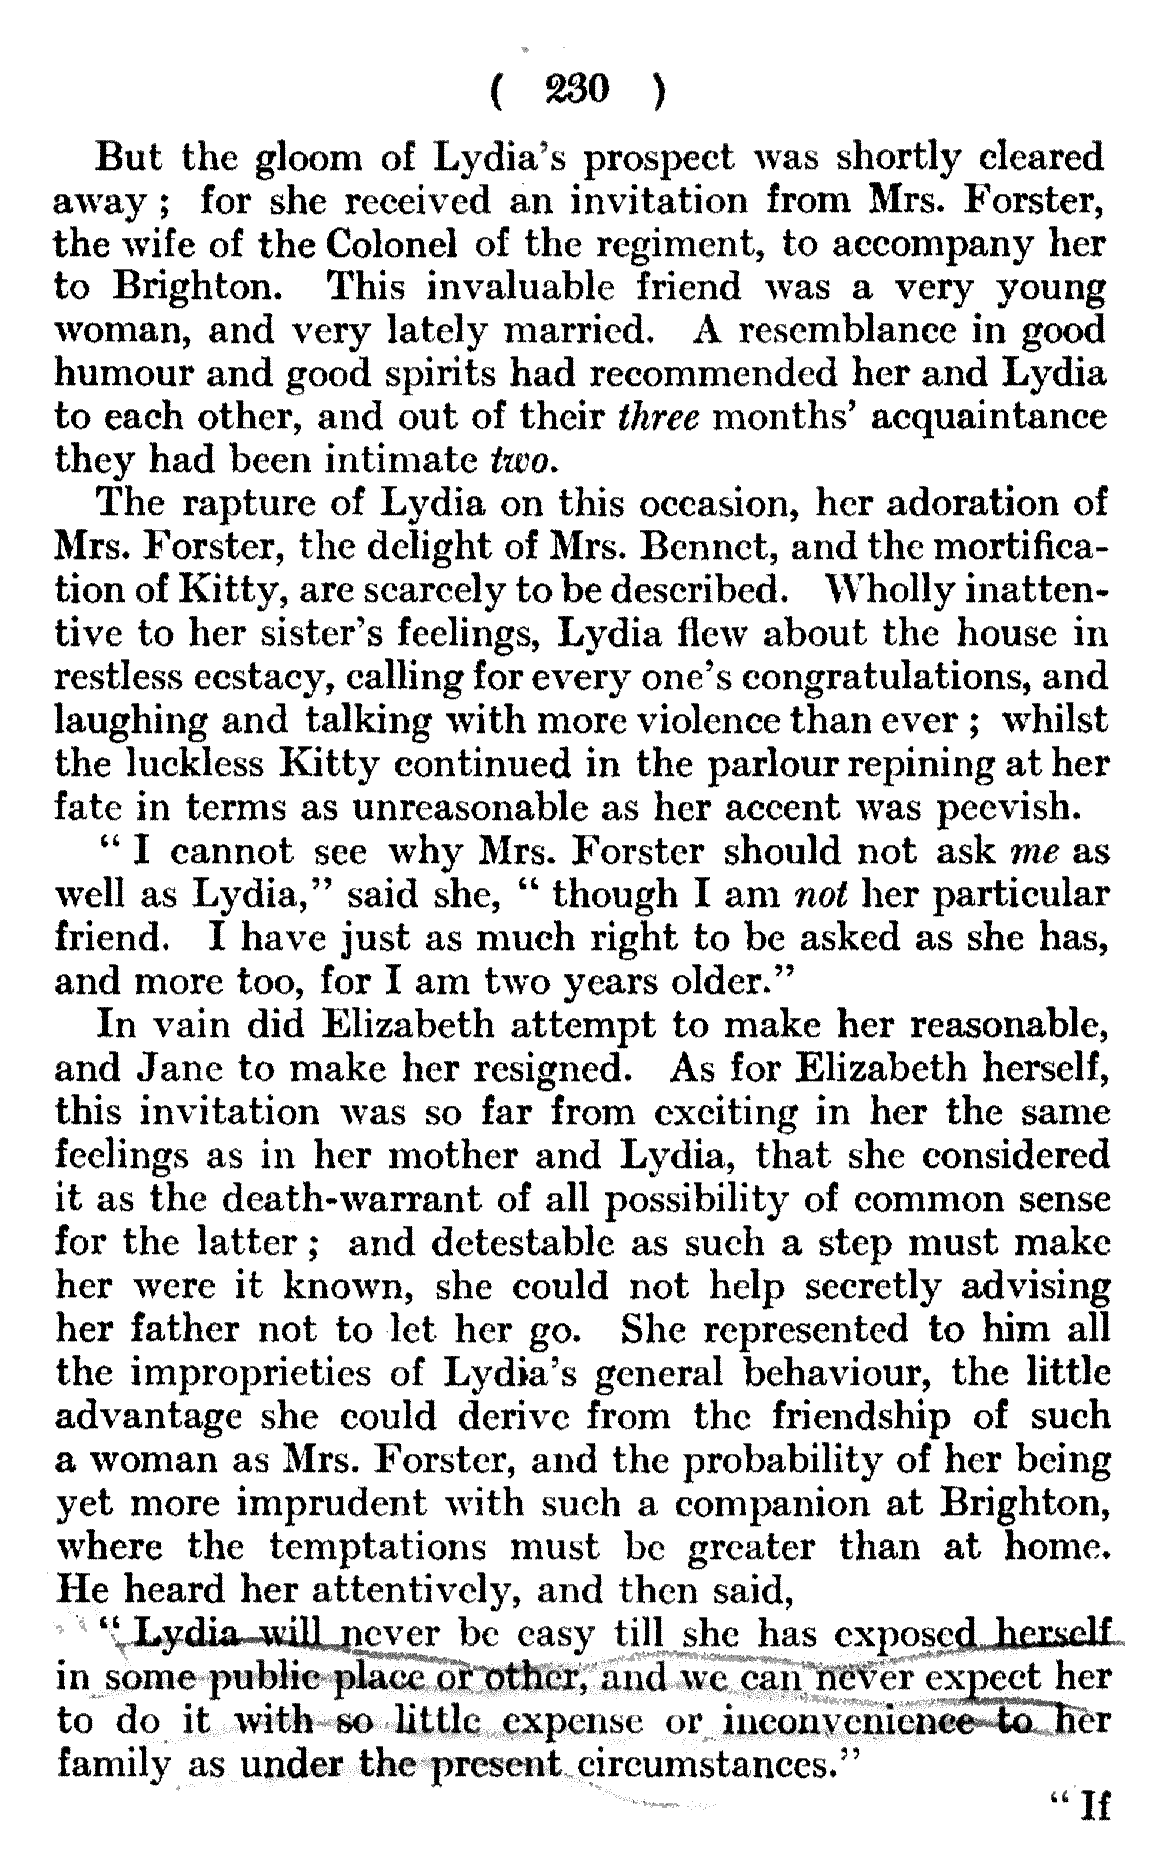 ( 230 )
But the gloom of Lydia's prospect was shortly cleared
away ; for she received an invitation from Mrs. Forster,
the wife of the Colonel of the regiment, to accompany her
to Brighton. This invaluable friend was a very young
woman, and very lately married. A resemblance in good
humour and good spirits had recommended her and Lydia
to each other, and out of their three months' acquaintance
they had been intimate two.
The rapture of Lydia on this occasion, her adoration of
Mrs. Forster, the delight of Mrs. Bennet, and the mortifica-
tion of Kitty, are scarcely to be described. Wholly inatten-
tive to her sister's feelings, Lydia flew about the house in
restless ecstacy, calling for every one's congratulations, and
laughing and talking with more violence than ever ; whilst
the luckless Kitty continued in the parlour repining at her
fate in terms as unreasonable as her accent was peevish.
" I cannot see why Mrs. Forster should not ask me as
well as Lydia," said she, " though I am not her particular
friend. I have just as much right to be asked as she has,
and more too, for I am two years older."
In vain did Elizabeth attempt to make her reasonable,
and Jane to make her resigned. As for Elizabeth herself,
this invitation was so far from exciting in her the same
feelings as in her mother and Lydia, that she considered
it as the death-warrant of all possibility of common sense
for the latter ; and detestable as such a step must make
her were it known, she could not help secretly advising
her father not to let her go. She represented to him all
the improprieties of Lydia's general behaviour, the little
advantage she could derive from the friendship of such
a woman as Mrs. Forster, and the probability of her being
yet more imprudent with such a companion at Brighton,
where the temptations must be greater than at home.
He heard her attentively, and then said,
" Lydia will never be easy till she has exposed herself
in some public place or other, and we can never expect her
to do it with so little expense or inconvenience to her
family as under the present circumstances."
" If